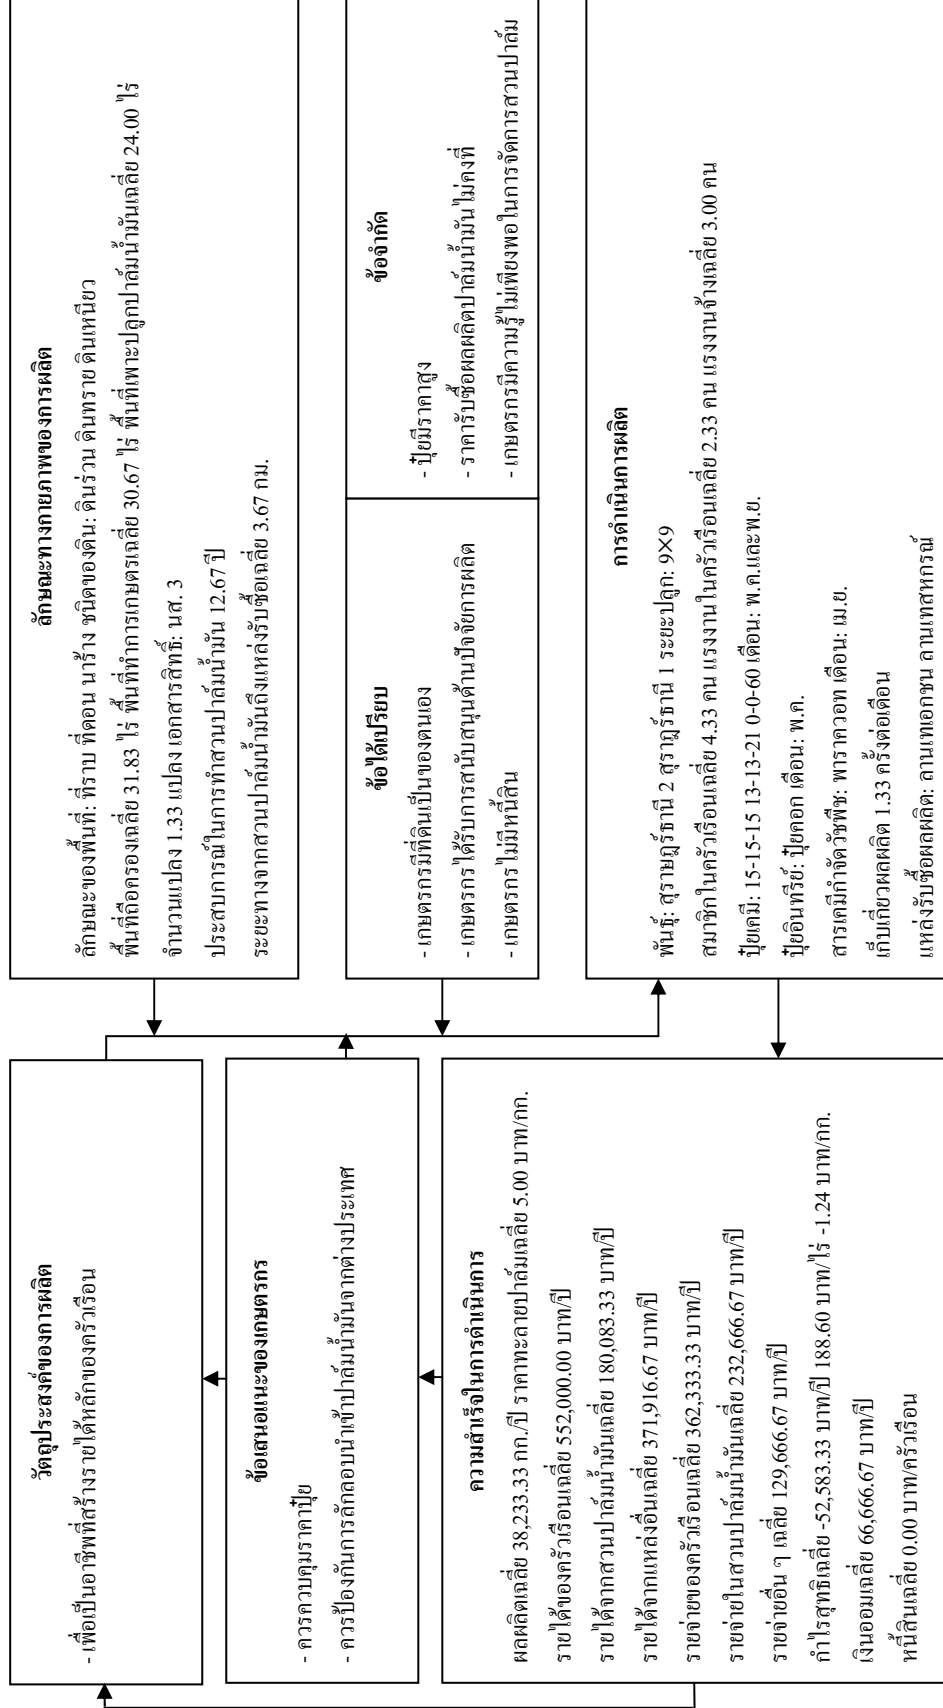 วัตถุประสงค์ของการผลิต
- เพื่อเป็นอาชีพที่สร้างรายได้หลักของครัวเรือน
ลักษณะทางกายภาพของการผลิต
ลักษณะของพื้นที่: ที่ราบ ที่ดอน นาร้าง ชนิดของดิน: ดินร่วน ดินทราย ดินเหนียว
พื้นที่ถือครองเฉลี่ย 31.83 ไร่ พื้นที่ทำการเกษตรเฉลี่ย 30.67 ไร่ พื้นที่เพาะปลูกปาล์มน้ำมันเฉลี่ย 24.00 ไร่
จำนวนแปลง 1.33 แปลง เอกสารสิทธิ์: นส. 3
ประสบการณ์ในการทำสวนปาล์มน้ำมัน 12.67 ปี
ระยะทางจากสวนปาล์มน้ำมันถึงแหล่งรับซื้อเฉลี่ย 3.67 กม.
ข้อเสนอแนะของเกษตรกร
- ควรควบคุมราคาปุ๋ย
- ควรป้องกันการลักลอบนำเข้าปาล์มน้ำมันจากต่างประเทศ
ข้อได้เปรียบ
- เกษตรกรมีที่ดินเป็นของตนเอง
- เกษตรกรได้รับการสนับสนุนด้านปัจจัยการผลิต
- เกษตรกรไม่มีหนี้สิน
ข้อจำกัด
- ปุ๋ยมีราคาสูง
- ราคารับซื้อผลผลิตปาล์มน้ำมันไม่คงที่
- เกษตรกรมีความรู้ไม่เพียงพอในการจัดการสวนปาล์ม
ความสำเร็จในการดำเนินการ
ผลผลิตเฉลี่ย 38,233.33 กก./ปี ราคาทะลายปาล์มเฉลี่ย 5.00 บาท/กก.
รายได้ของครัวเรือนเฉลี่ย 552,000.00 บาท/ปี
รายได้จากสวนปาล์มน้ำมันเฉลี่ย 180,083.33 บาท/ปี
รายได้จากแหล่งอื่นเฉลี่ย 371,916.67 บาท/ปี
รายจ่ายของครัวเรือนเฉลี่ย 362,333.33 บาท/ปี
รายจ่ายในสวนปาล์มน้ำมันเฉลี่ย 232,666.67 บาท/ปี
รายจ่ายอื่น ๆ เฉลี่ย 129,666.67 บาท/ปี
กำไรสุทธิเฉลี่ย -52,583.33 บาท/ปี 188.60 บาท/ไร่ -1.24 บาท/กก.
เงินออมเฉลี่ย 66,666.67 บาท/ปี
หนี้สินเฉลี่ย 0.00 บาท/ครัวเรือน
การดำเนินการผลิต
พันธุ์: สุราษฎร์ธานี 2 สุราฎร์ธานี 1 ระยะปลูก: 9×9
สมาชิกในครัวเรือนเฉลี่ย 4.33 คน แรงงานในครัวเรือนเฉลี่ย 2.33 คน แรงงานจ้างเฉลี่ย 3.00 คน
ปุ๋ยเคมี: 15-15-15 13-13-21 0-0-60 เดือน: พ.ค.และพ.ย.
ปุ๋ยอินทรีย์: ปุ๋ยคอก เดือน: พ.ค.
สารเคมีกำจัดวัชพืช: พาราควอท เดือน: เม.ย.
เก็บเกี่ยวผลผลิต 1.33 ครั้งต่อเดือน
แหล่งรับซื้อผลผลิต: ลานเทเอกชน ลานเทสหกรณ์